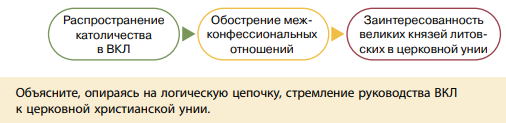 Распространение
католичества
в ВКЛ
Обострение меж-
конфессиональных
отношений
Заинтересованность
великих князей литов-
ских в церковной унии
Объясните, опираясь на логическую цепочку, стремление руководства ВКЛ
к церковной христианской унии.